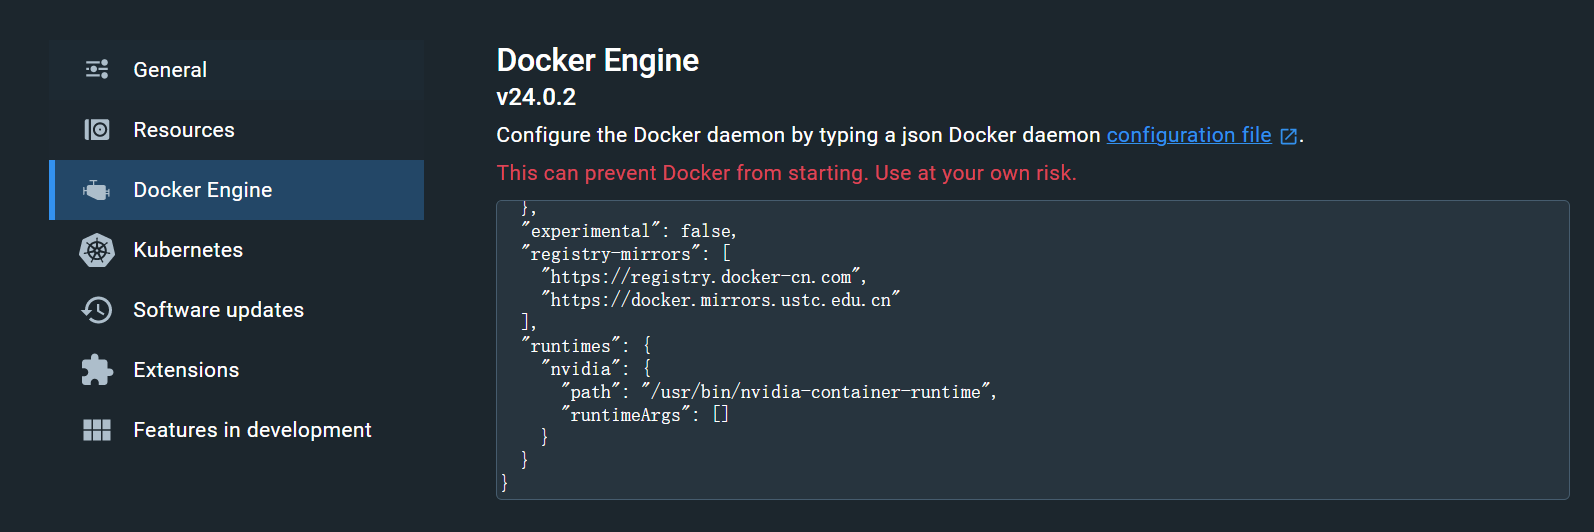 General
Resources
Docker Engine
Kubernetes
Software updates
Extensions
Features in development
Docker Engine
v24.0.2
Configure the Docker daemon by typing a json Docker daemon configuration file.
This can prevent Docker from starting. Use at your own risk.
  },
  "experimental": false,
  "registry-mirrors": [
    "https://registry.docker-cn.com",
    "https://docker.mirrors.ustc.edu.cn"
  ],
  "runtimes": {
    "nvidia": {
      "path": "/usr/bin/nvidia-container-runtime",
      "runtimeArgs": []
    }
  }
}